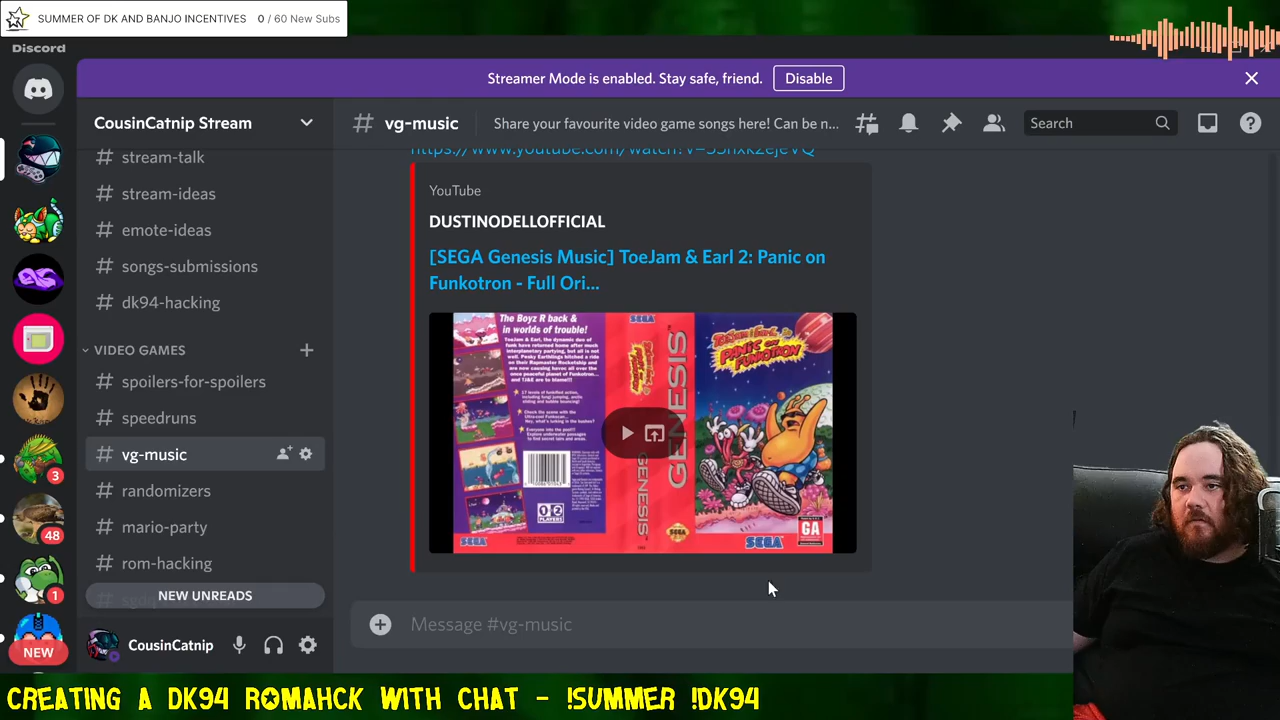 SUMMER OF DK AND BANJO INCENTIVES 0 / 60 New Subs
Discord
Streamer Mode is enabled. Stay safe, friend. Disable
CousinCatnip Stream
# vg-music Share your favourite video game songs here! Can be n... Search
# stream-talk
# stream-ideas
# emote-ideas
# songs-submissions
# dk94-hacking
VIDEO GAMES
# spoilers-for-spoilers
# speedruns
# vg-music
# randomizers
# mario-party
# rom-hacking
NEW UNREADS
3
48
1
NEW
CousinCatnip
YouTube
DUSTINODELLOFFICIAL
[SEGA Genesis Music] ToeJam & Earl 2: Panic on
Funkotron - Full Ori...
The Boyz R back &
in worlds of trouble!
SEGA
GENESIS
GENESIS
SEGA
SEGA
GA
Message #vg-music
CREATING A DK94 ROMAHCK WITH CHAT - !SUMMER !DK94